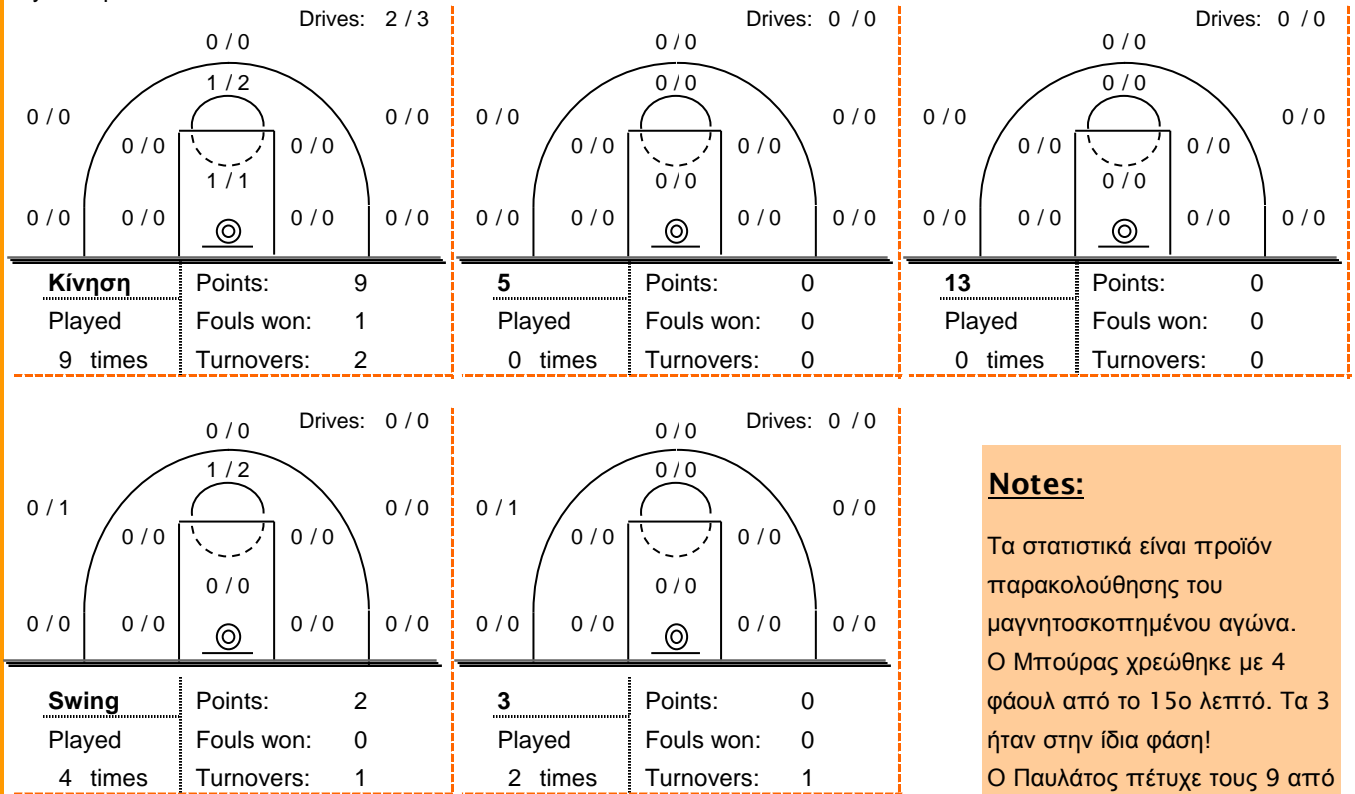 Drives: 2 / 3
0 / 0
1 / 2
0 / 0 0 / 0
0 / 0 0 / 0
1 / 1
0 / 0 0 / 0 0 / 0 0 / 0
Κίνηση Points: 9
Played Fouls won: 1
9 times Turnovers: 2
Drives: 0 / 0
0 / 0
0 / 0
0 / 0 0 / 0
0 / 0 0 / 0
0 / 0
0 / 0 0 / 0 0 / 0 0 / 0
5 Points: 0
Played Fouls won: 0
0 times Turnovers: 0
Drives: 0 / 0
0 / 0
0 / 0
0 / 0 0 / 0
0 / 0 0 / 0
0 / 0
0 / 0 0 / 0 0 / 0 0 / 0
13 Points: 0
Played Fouls won: 0
0 times Turnovers: 0
Drives: 0 / 0
0 / 0
1 / 2
0 / 1 0 / 0
0 / 0 0 / 0
0 / 0
0 / 0 0 / 0 0 / 0 0 / 0
Swing Points: 2
Played Fouls won: 0
4 times Turnovers: 1
Drives: 0 / 0
0 / 0
0 / 0
0 / 1 0 / 0
0 / 0 0 / 0
0 / 0
0 / 0 0 / 0 0 / 0 0 / 0
3 Points: 0
Played Fouls won: 0
2 times Turnovers: 1
Notes:
Τα στατιστικά είναι προϊόν
παρακολούθησης του
μαγνητοσκοπημένου αγώνα.
Ο Μπούρας χρεώθηκε με 4
φάουλ από το 15ο λεπτό. Τα 3
ήταν στην ίδια φάση!
Ο Παυλάτος πέτυχε τους 9 από